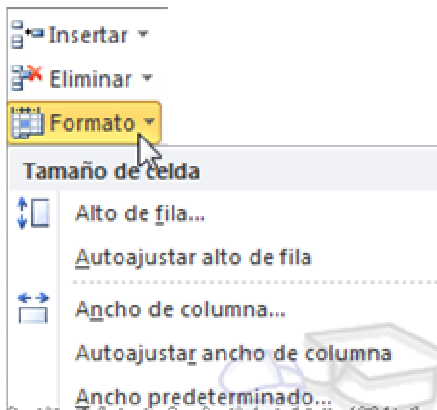 Insertar
Eliminar
Formato
Tamaño de celda
Alto de fila...
Autoajustar alto de fila
Ancho de columna...
Autoajustar ancho de columna
Ancho predeterminado...